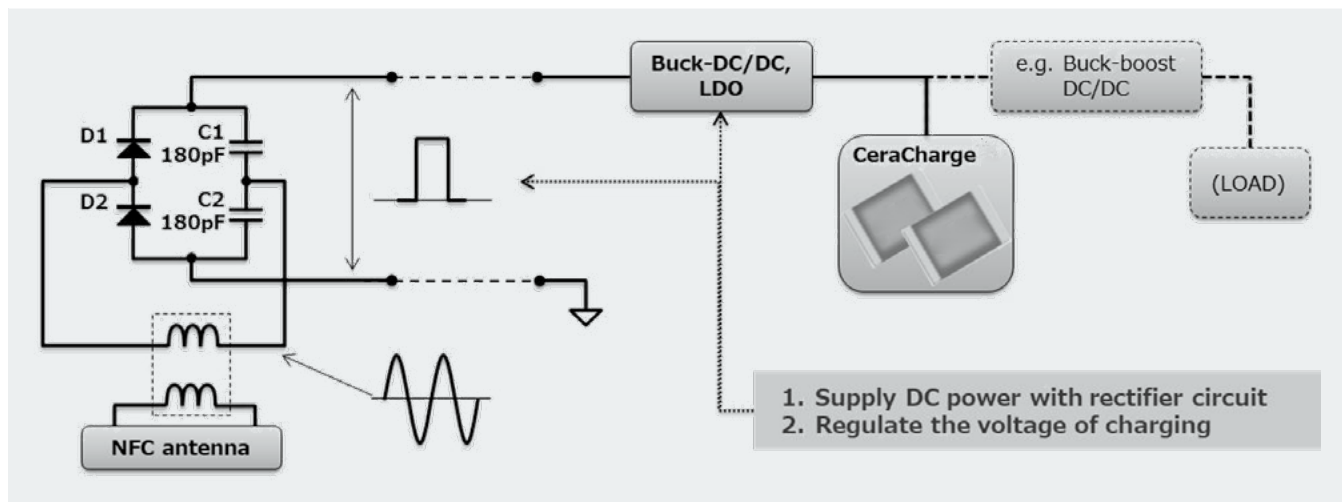 Buck-DC/DC,
LDO
e.g. Buck-boost
DC/DC
D1
C1
180pF
CeraCharge
(LOAD)
D2
C2
180pF
1. Supply DC power with rectifier circuit
2. Regulate the voltage of charging
NFC antenna